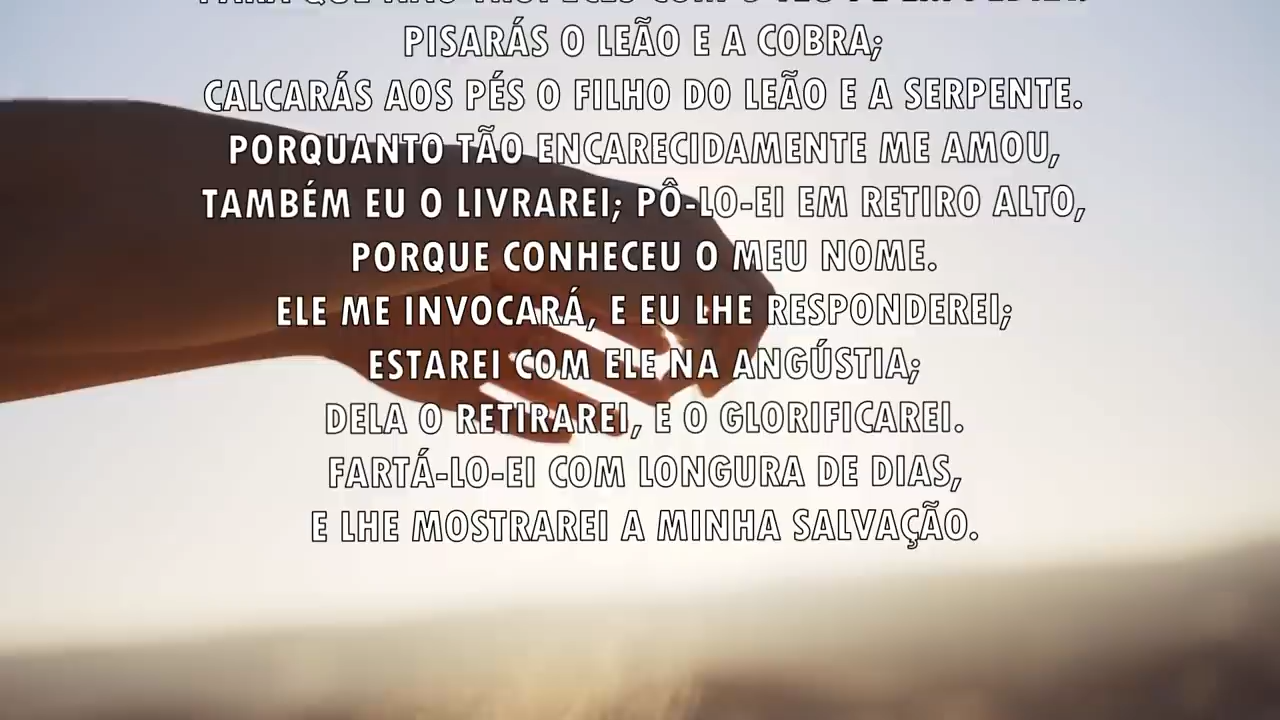 PISARÁS O LEÃO E A COBRA;
CALCARÁS AOS PÉS O FILHO DO LEÃO E A SERPENTE.
PORQUANTO TÃO ENCARECIDAMENTE ME AMOU,
TAMBÉM EU O LIVRAREI; PÔ-LO-EI EM RETIRO ALTO,
PORQUE CONHECEU O MEU NOME.
ELE ME INVOCARÁ, E EU LHE RESPONDEREI;
ESTAREI COM ELE NA ANGÚSTIA;
DELA O RETIRAREI, E O GLORIFICAREI.
FARTÁ-LO-EI COM LONGURA DE DIAS,
E LHE MOSTRAREI A MINHA SALVAÇÃO.